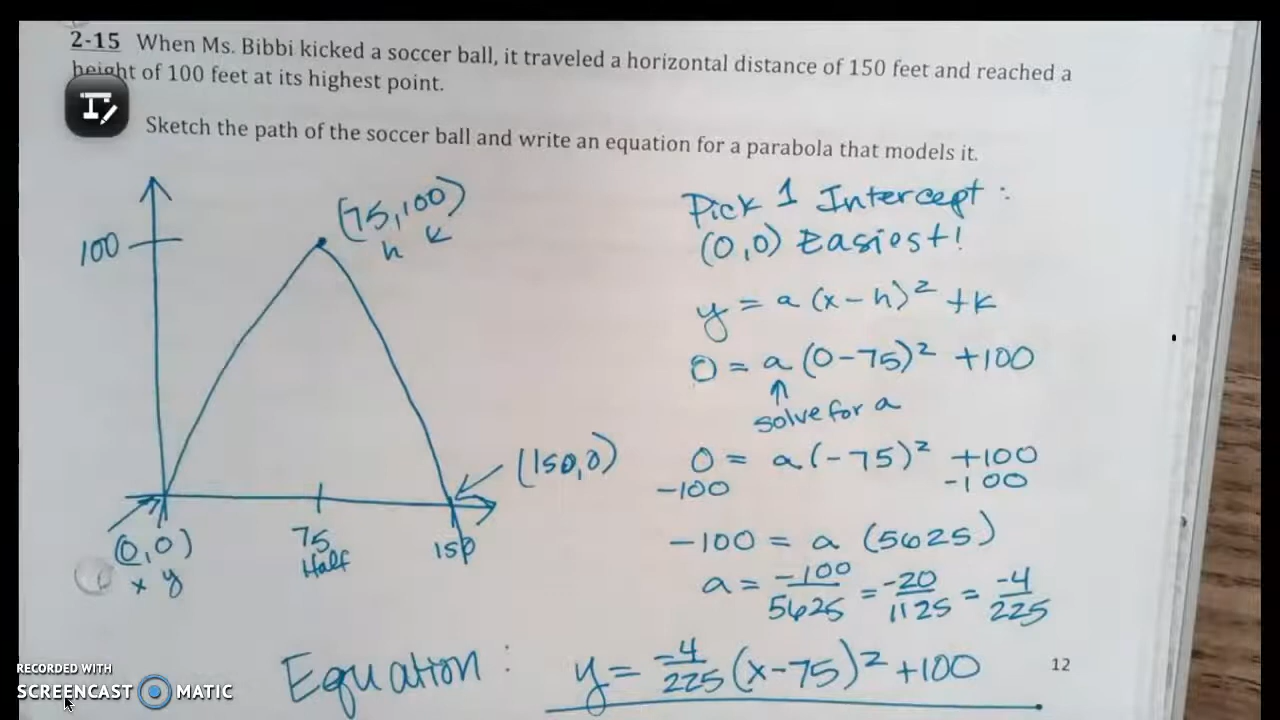 2-15 When Ms. Bibbi kicked a soccer ball, it traveled a horizontal distance of 150 feet and reached a
height of 100 feet at its highest point.
Sketch the path of the soccer ball and write an equation for a parabola that models it.
(75,100)
h k
100
(150,0)
(0,0)
x y
75
Half
150
Pick 1 Intercept :
(0,0) Easiest!
y = a (x-h)² +k
0 = a (0-75)² +100
↑
solve for a
0 = a(-75)² +100
-100 -100
-100 = a (5625)
a = -100/5625 = -20/1125 = -4/225
Equation : y = -4/225 (x-75)² +100
12
RECORDED WITH
SCREENCAST MATIC